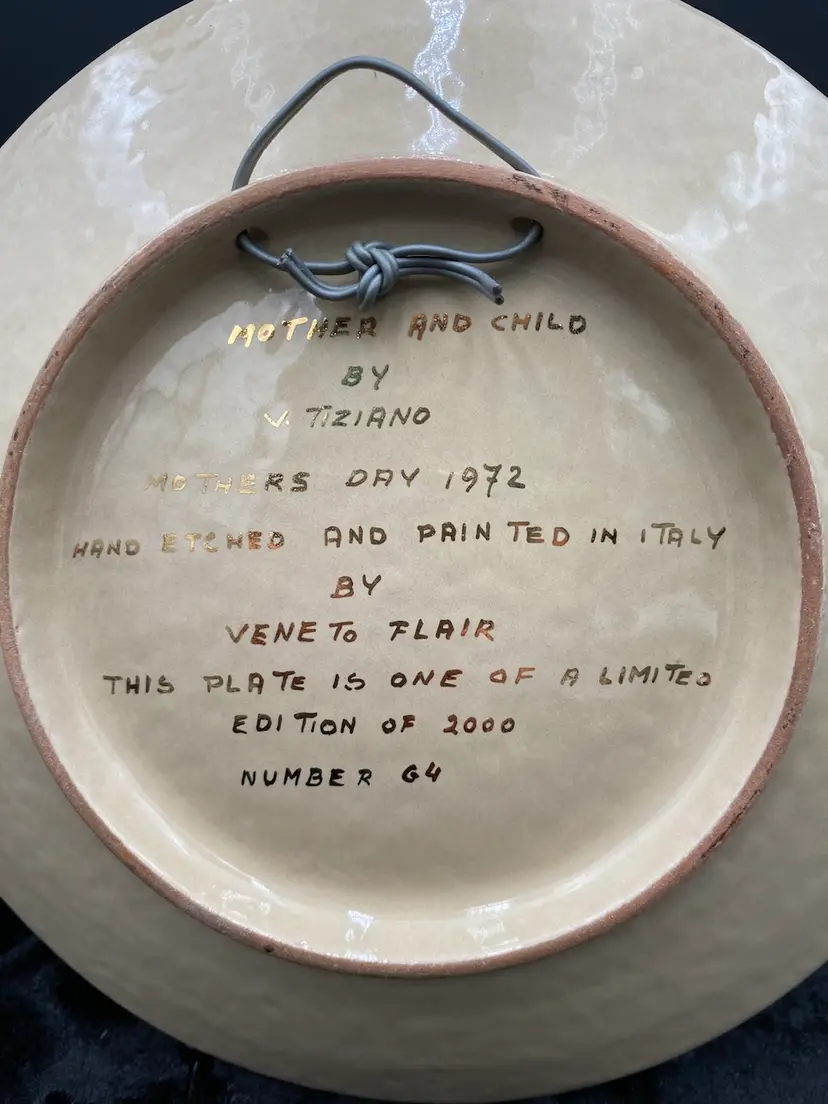 MOTHER AND CHILD
BY
V. TIZIANO
MOTHERS DAY 1972
HAND ETCHED AND PAINTED IN ITALY
BY
VENETO FLAIR
THIS PLATE IS ONE OF A LIMITED
EDITION OF 2000
NUMBER 64